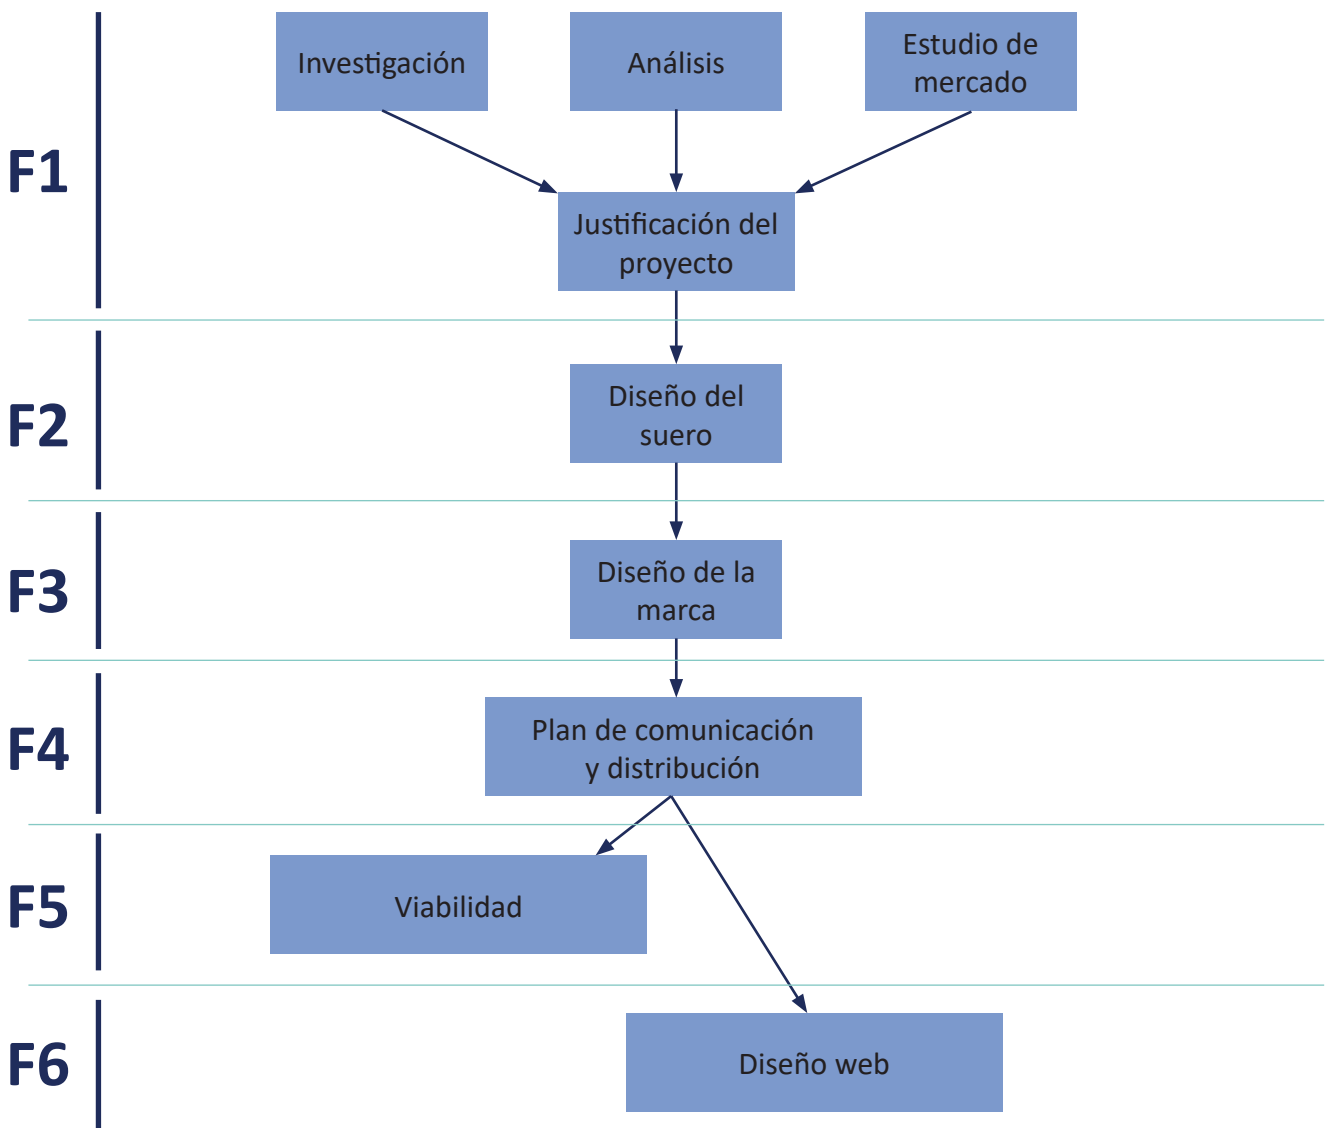 F1
Investigación
Análisis
Estudio de
mercado
Justificación del
proyecto
F2
Diseño del
suero
F3
Diseño de la
marca
F4
Plan de comunicación
y distribución
F5
Viabilidad
F6
Diseño web